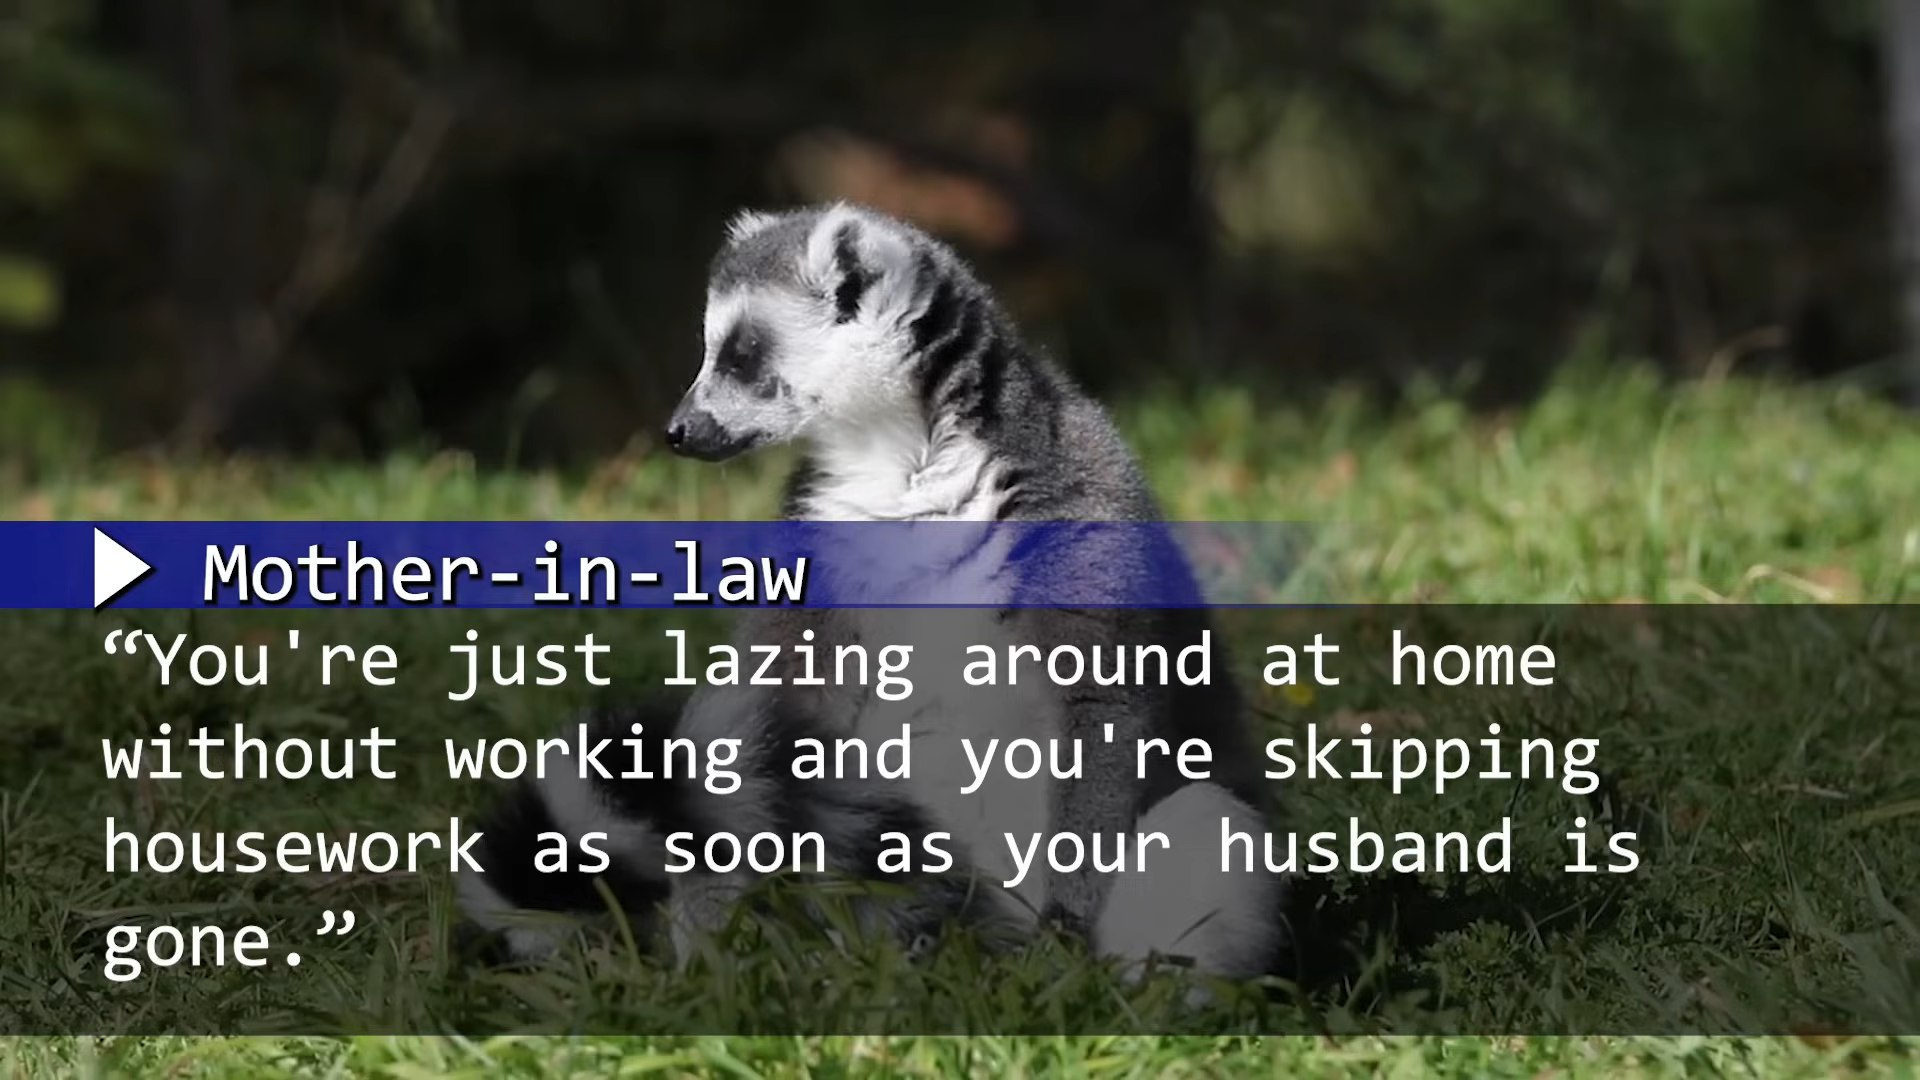 Mother-in-law
“You're just lazing around at home
without working and you're skipping
housework as soon as your husband is
gone.”